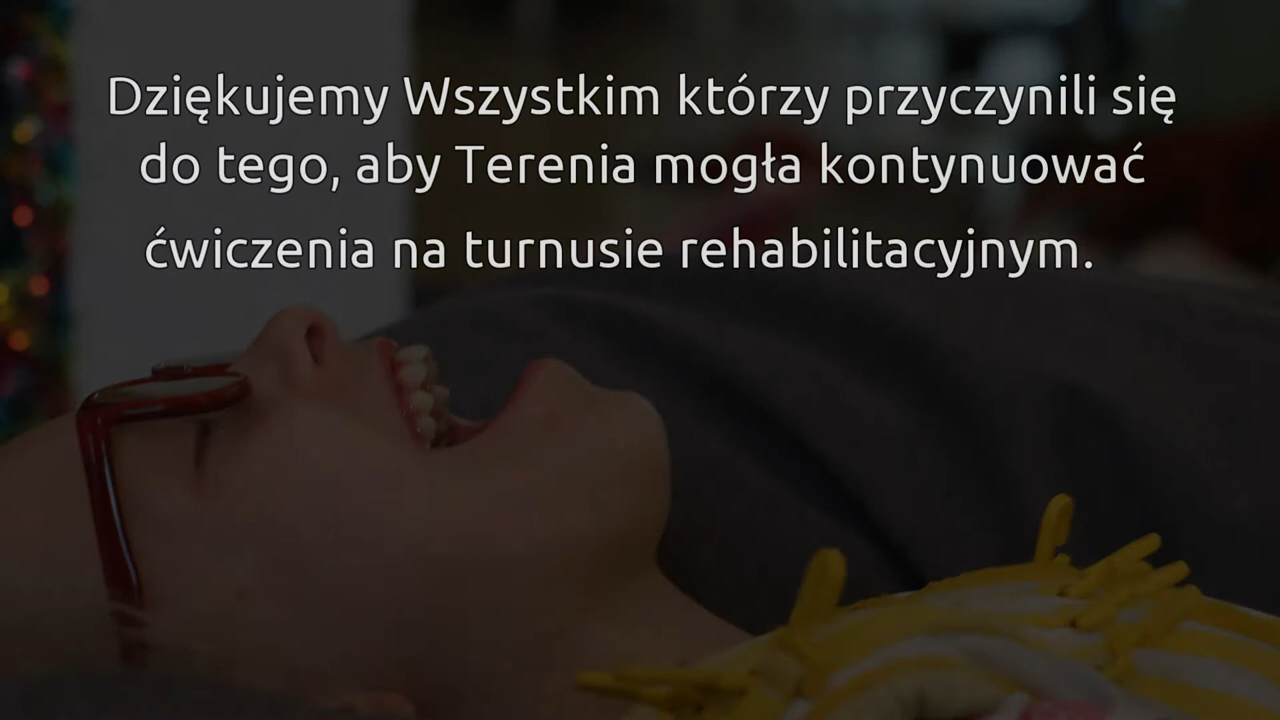 Dziękujemy Wszystkim którzy przyczynili się
do tego, aby Terenia mogła kontynuować
ćwiczenia na turnusie rehabilitacyjnym.